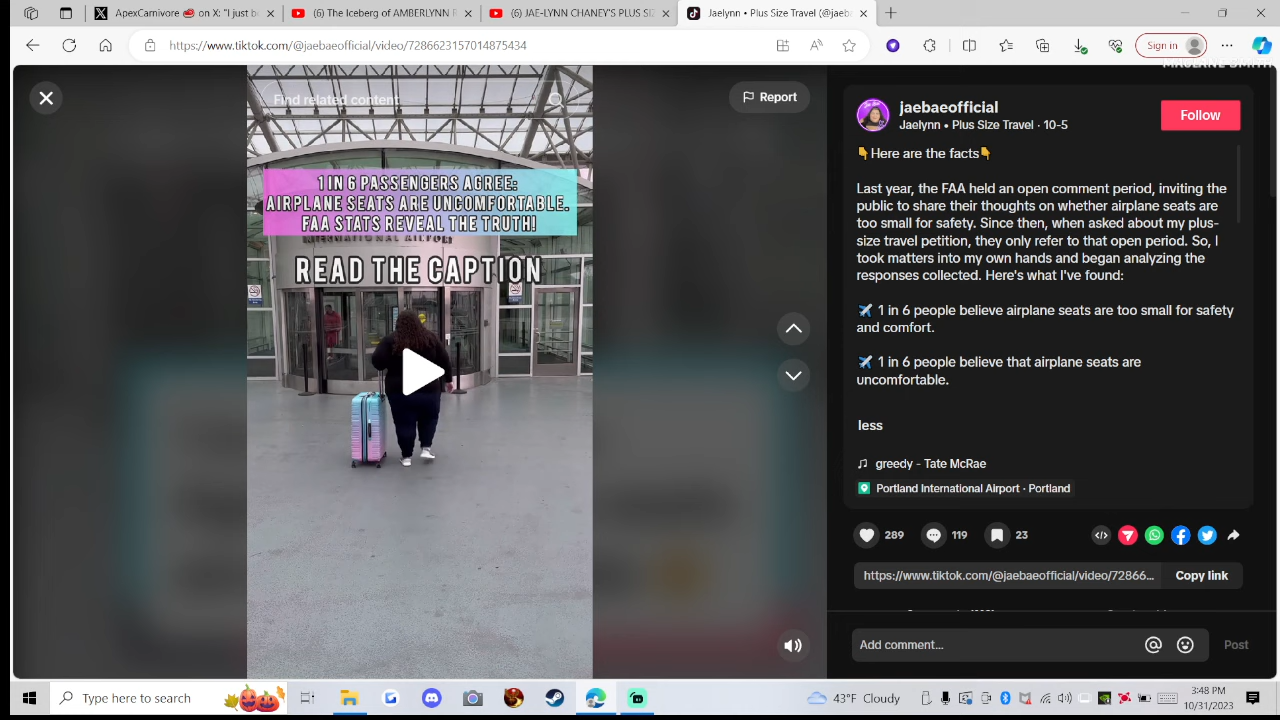 ApexCarnivore 🥩 on X: "I just b
(6) The Iceberg of AMBERLYNN R
(6) JAE-LYNN CHANEY'S PLUS SI
Jaelynn • Plus Size Travel (@jaeb
https://www.tiktok.com/@jaebaeofficial/video/7286623157014875434
Sign in
Find related content
Report
1 IN 6 PASSENGERS AGREE:
AIRPLANE SEATS ARE UNCOMFORTABLE.
FAA STATS REVEAL THE TRUTH!
INTERNATIONAL AIRPORT
READ THE CAPTION
jaebaeofficial
Jaelynn • Plus Size Travel · 10-5
Follow
👇Here are the facts👇
Last year, the FAA held an open comment period, inviting the
public to share their thoughts on whether airplane seats are
too small for safety. Since then, when asked about my plus-
size travel petition, they only refer to that open period. So, I
took matters into my own hands and began analyzing the
responses collected. Here's what I've found:
✈️ 1 in 6 people believe airplane seats are too small for safety
and comfort.
✈️ 1 in 6 people believe that airplane seats are
uncomfortable.
less
greedy - Tate McRae
Portland International Airport · Portland
289
119
23
https://www.tiktok.com/@jaebaeofficial/video/72866...
Copy link
Add comment...
Post
Type here to search
43°F Cloudy
3:48 PM
10/31/2023